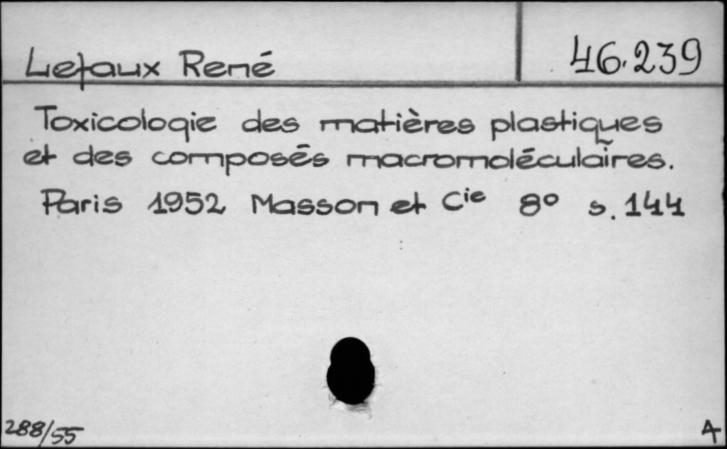 Lefaux René
46.239
Toxicologie des matières plastiques
et des composés macromoléculaires.
Paris 1952 Masson et Cie 8º s. 144
288/55
A